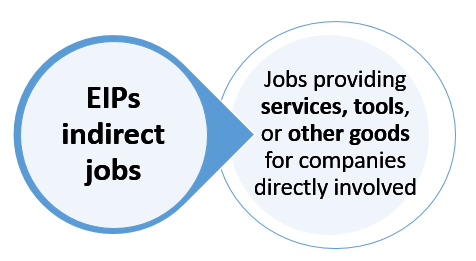 EIPs
indirect
jobs
Jobs providing
services, tools,
or other goods
for companies
directly involved